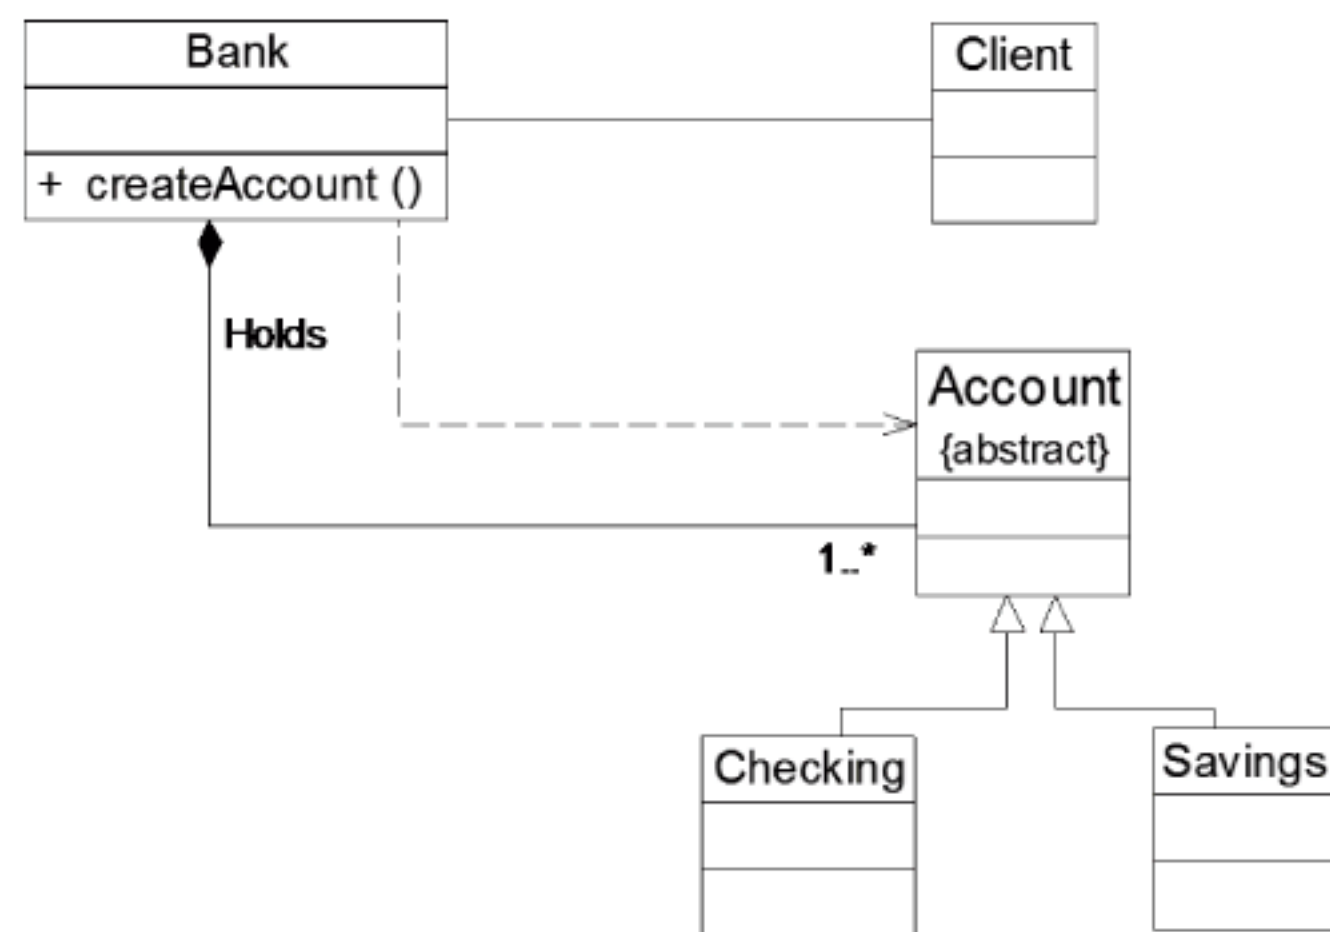 Bank
Client
+ createAccount ()
Holds
Account
{abstract}
1..*
Checking
Savings